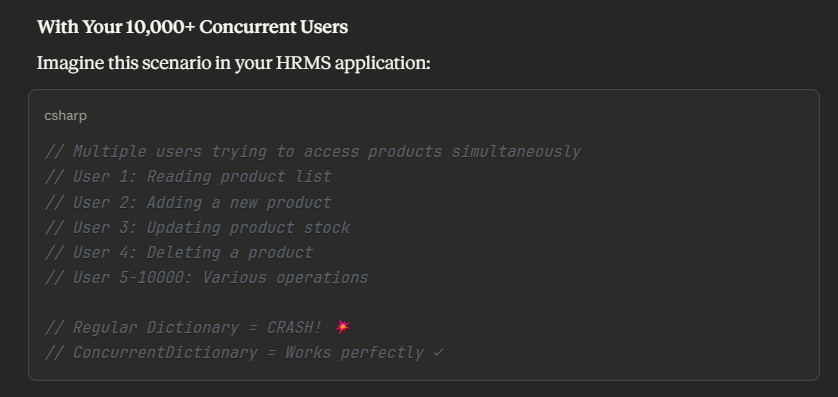 With Your 10,000+ Concurrent Users
Imagine this scenario in your HRMS application:
csharp
// Multiple users trying to access products simultaneously
// User 1: Reading product list
// User 2: Adding a new product
// User 3: Updating product stock
// User 4: Deleting a product
// User 5-10000: Various operations
// Regular Dictionary = CRASH! 💥
// ConcurrentDictionary = Works perfectly ✓